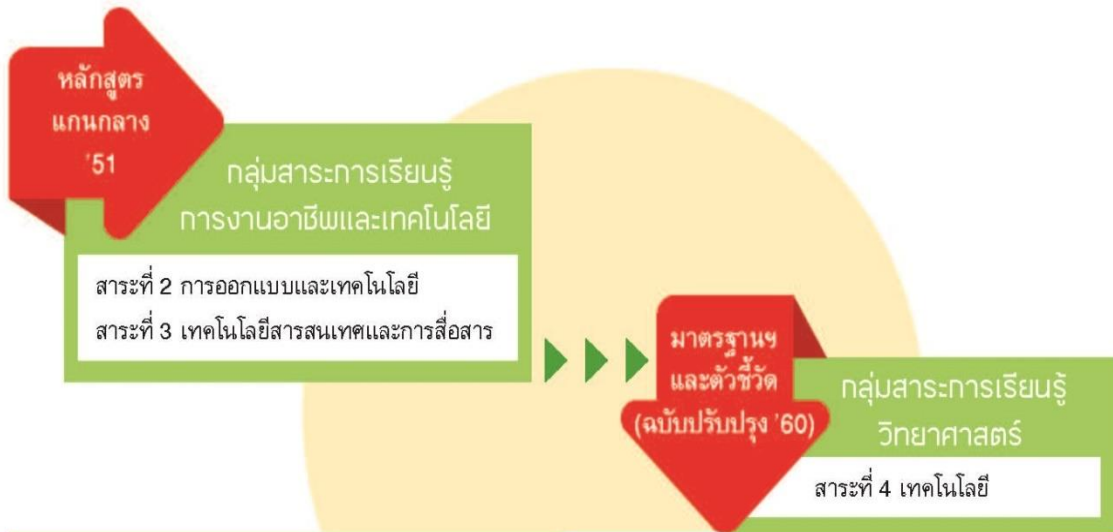 หลักสูตร
แกนกลาง
'51
กลุ่มสาระการเรียนรู้
การงานอาชีพและเทคโนโลยี
สาระที่ 2 การออกแบบและเทคโนโลยี
สาระที่ 3 เทคโนโลยีสารสนเทศและการสื่อสาร
มาตรฐานฯ
และตัวชี้วัด
(ฉบับปรับปรุง '60)
กลุ่มสาระการเรียนรู้
วิทยาศาสตร์
สาระที่ 4 เทคโนโลยี